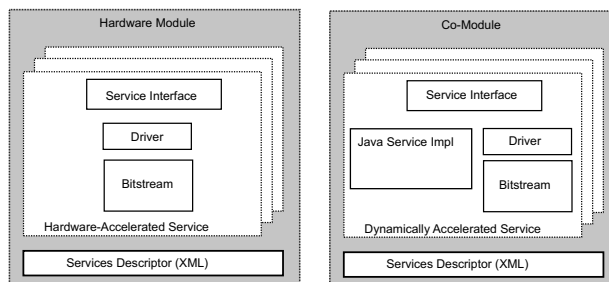 Hardware Module
Service Interface
Driver
Bitstream
Hardware-Accelerated Service
Services Descriptor (XML)
Co-Module
Service Interface
Java Service Impl
Driver
Bitstream
Dynamically Accelerated Service
Services Descriptor (XML)